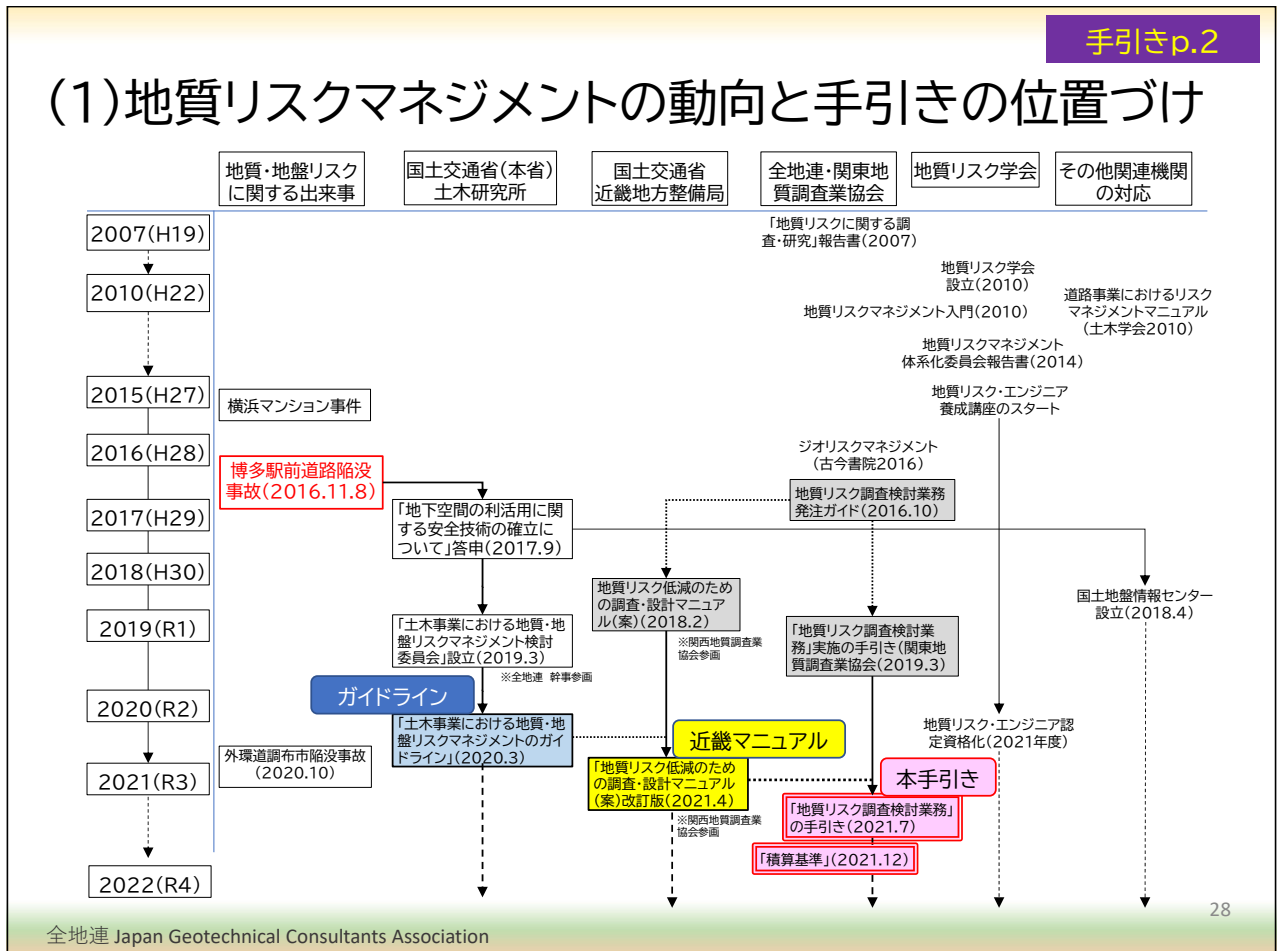 手引きp.2
(1)地質リスクマネジメントの動向と手引きの位置づけ
地質・地盤リスク
に関する出来事
国土交通省(本省)
土木研究所
国土交通省
近畿地方整備局
全地連・関東地
質調査業協会
地質リスク学会
その他関連機関
の対応
2007(H19)
「地質リスクに関する調
査・研究」報告書(2007)
地質リスク学会
設立(2010)
2010(H22)
地質リスクマネジメント入門(2010)
道路事業におけるリスク
マネジメントマニュアル
(土木学会2010)
地質リスクマネジメント
体系化委員会報告書(2014)
2015(H27)
横浜マンション事件
地質リスク・エンジニア
養成講座のスタート
2016(H28)
博多駅前道路陥没
事故(2016.11.8)
ジオリスクマネジメント
(古今書院2016)
地質リスク調査検討業務
発注ガイド(2016.10)
2017(H29)
「地下空間の利活用に関
する安全技術の確立につ
いて」答申(2017.9)
2018(H30)
地質リスク低減のため
の調査・設計マニュア
ル(案)(2018.2)
※関西地質調査業
協会参画
国土地盤情報センター
設立(2018.4)
2019(R1)
「土木事業における地質・地
盤リスクマネジメント検討
委員会」設立(2019.3)
※全地連 幹事参画
「地質リスク調査検討業
務」実施の手引き(関東地
質調査業協会(2019.3)
ガイドライン
2020(R2)
「土木事業における地質・地
盤リスクマネジメントのガイ
ドライン」(2020.3)
近畿マニュアル
地質リスク・エンジニア認
定資格化(2021年度)
外環道調布市陥没事故
(2020.10)
2021(R3)
「地質リスク低減のため
の調査・設計マニュアル
(案)改訂版(2021.4)
※関西地質調査業
協会参画
本手引き
「地質リスク調査検討業務」
の手引き(2021.7)
「積算基準」(2021.12)
2022(R4)
28
全地連 Japan Geotechnical Consultants Association